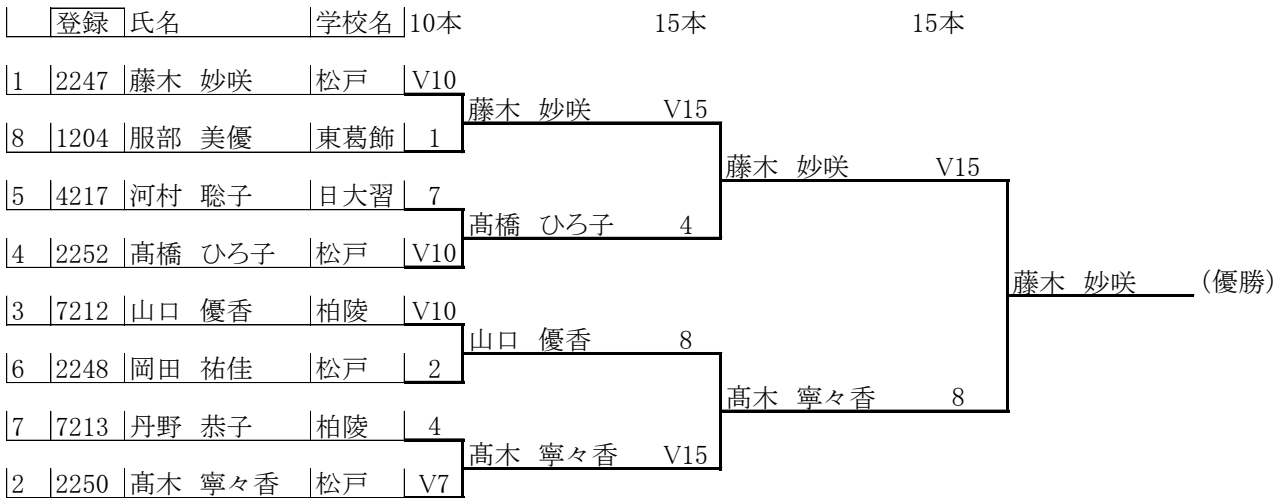 登録 氏名 学校名 10本 15本 15本
1 2247 藤木 妙咲 松戸 V10
藤木 妙咲 V15
8 1204 服部 美優 東葛飾 1
藤木 妙咲 V15
5 4217 河村 聡子 日大習 7
髙橋 ひろ子 4
4 2252 髙橋 ひろ子 松戸 V10
藤木 妙咲 (優勝)
3 7212 山口 優香 柏陵 V10
山口 優香 8
6 2248 岡田 祐佳 松戸 2
髙木 寧々香 8
7 7213 丹野 恭子 柏陵 4
髙木 寧々香 V15
2 2250 髙木 寧々香 松戸 V7